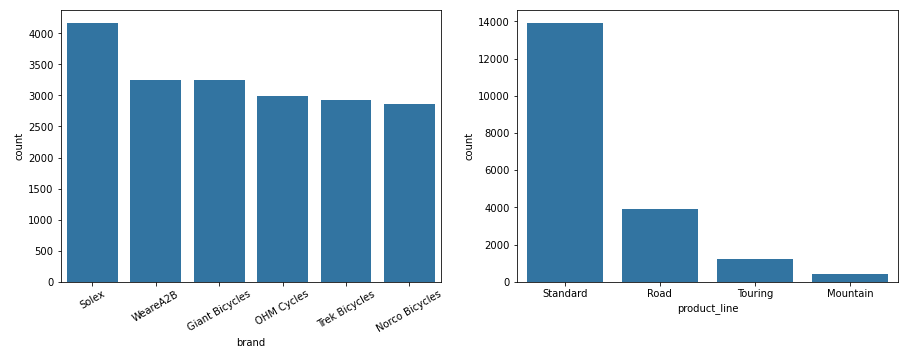 4000
3500
3000
2500
2000
1500
1000
500
0
count
Solex
WeareA2B
Giant Bicycles
OHM Cycles
Trek Bicycles
Norco Bicycles
brand
14000
12000
10000
8000
6000
4000
2000
0
count
Standard
Road
Touring
Mountain
product_line